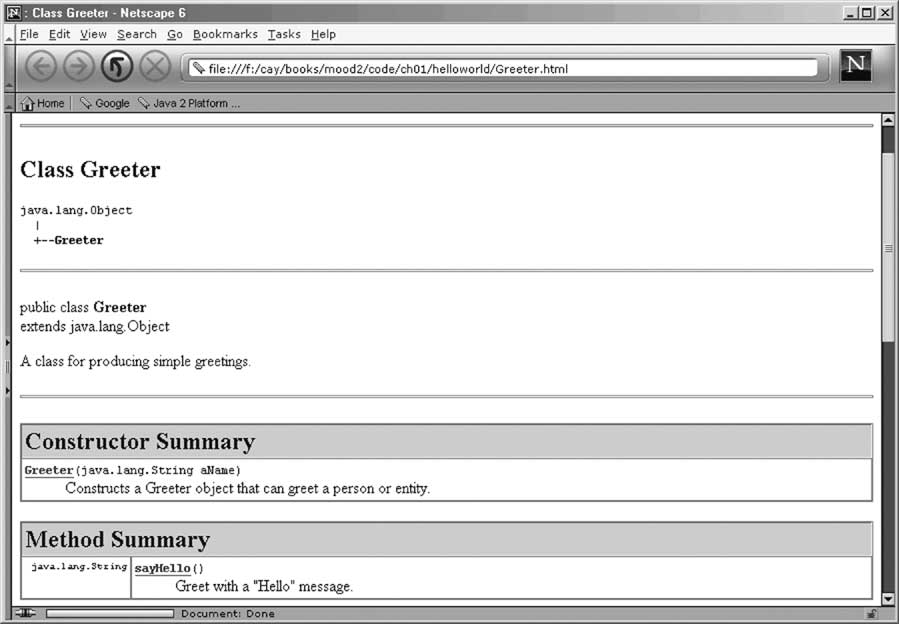 N : Class Greeter - Netscape 6
File Edit View Search Go Bookmarks Tasks Help
file:///f:/cay/books/mood2/code/ch01/helloworld/Greeter.html N
Home Google Java 2 Platform ...
Class Greeter
java.lang.Object
|
+--Greeter
public class Greeter
extends java.lang.Object
A class for producing simple greetings.
Constructor Summary
Greeter(java.lang.String aName)
Constructs a Greeter object that can greet a person or entity.
Method Summary
java.lang.String sayHello()
Greet with a "Hello" message.
Document: Done